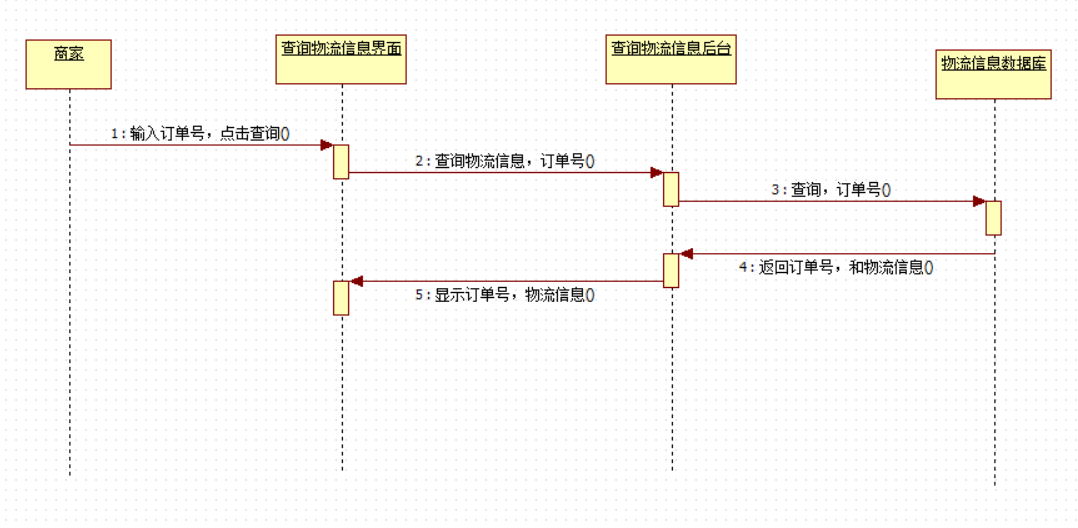 商家
查询物流信息界面
查询物流信息后台
物流信息数据库
1：输入订单号，点击查询()
2：查询物流信息，订单号()
3：查询，订单号()
4：返回订单号，和物流信息()
5：显示订单号，物流信息()